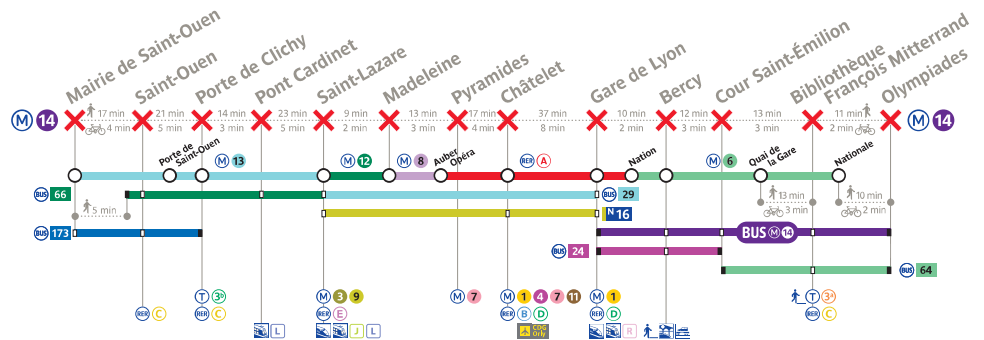 Mairie de Saint-Ouen
Saint-Ouen
Porte de Clichy
Pont Cardinet
Saint-Lazare
Madeleine
Pyramides
Châtelet
Gare de Lyon
Bercy
Cour Saint-Émilion
Bibliothèque
François Mitterrand
Olympiades
M 14
17 min 21 min 14 min 23 min 9 min 13 min 17 min 37 min 10 min 12 min 13 min 11 min
4 min 5 min 3 min 5 min 2 min 3 min 4 min 8 min 2 min 3 min 3 min 2 min
M 14
Porte de
Saint-Ouen
M 13
M 12
M 8
Auber
Opéra
RER A
Nation
M 6
Quai de
la Gare
Nationale
BUS 66
BUS 29
5 min
N 16
13 min
3 min
10 min
2 min
BUS 173
BUS M 14
BUS 24
BUS 64
T 3b
M 3 9
M 7
M 1 4 7 11
M 1
T 3a
RER C
RER C
RER E
RER B D
RER D
RER C
L
J L
CDG
Orly
R